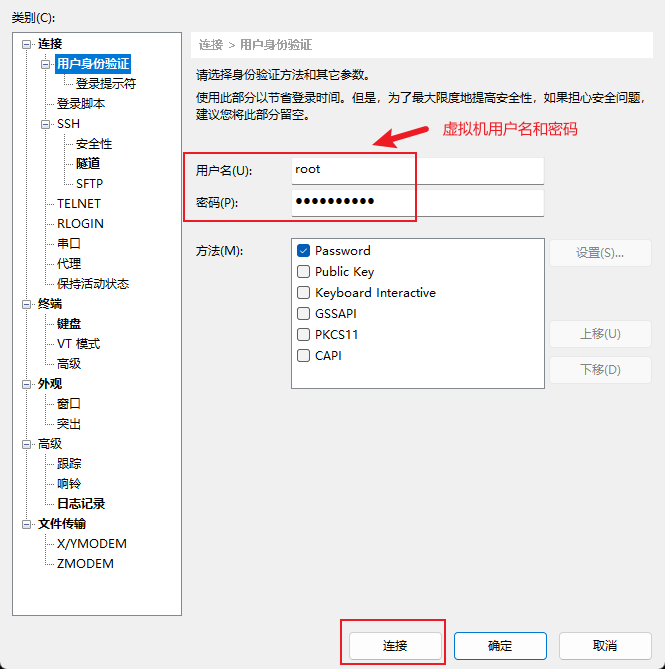 类别(C):
连接
用户身份验证
登录提示符
登录脚本
SSH
安全性
隧道
SFTP
TELNET
RLOGIN
串口
代理
保持活动状态
终端
键盘
VT 模式
高级
外观
窗口
突出
高级
跟踪
响铃
日志记录
文件传输
X/YMODEM
ZMODEM
连接 > 用户身份验证
请选择身份验证方法和其它参数。
使用此部分以节省登录时间。但是，为了最大限度地提高安全性，如果担心安全问题，
建议您将此部分留空。
虚拟机用户名和密码
用户名(U): root
密码(P): ●●●●●●●●●●
方法(M):
Password
Public Key
Keyboard Interactive
GSSAPI
PKCS11
CAPI
设置(S)...
上移(U)
下移(D)
连接 确定 取消